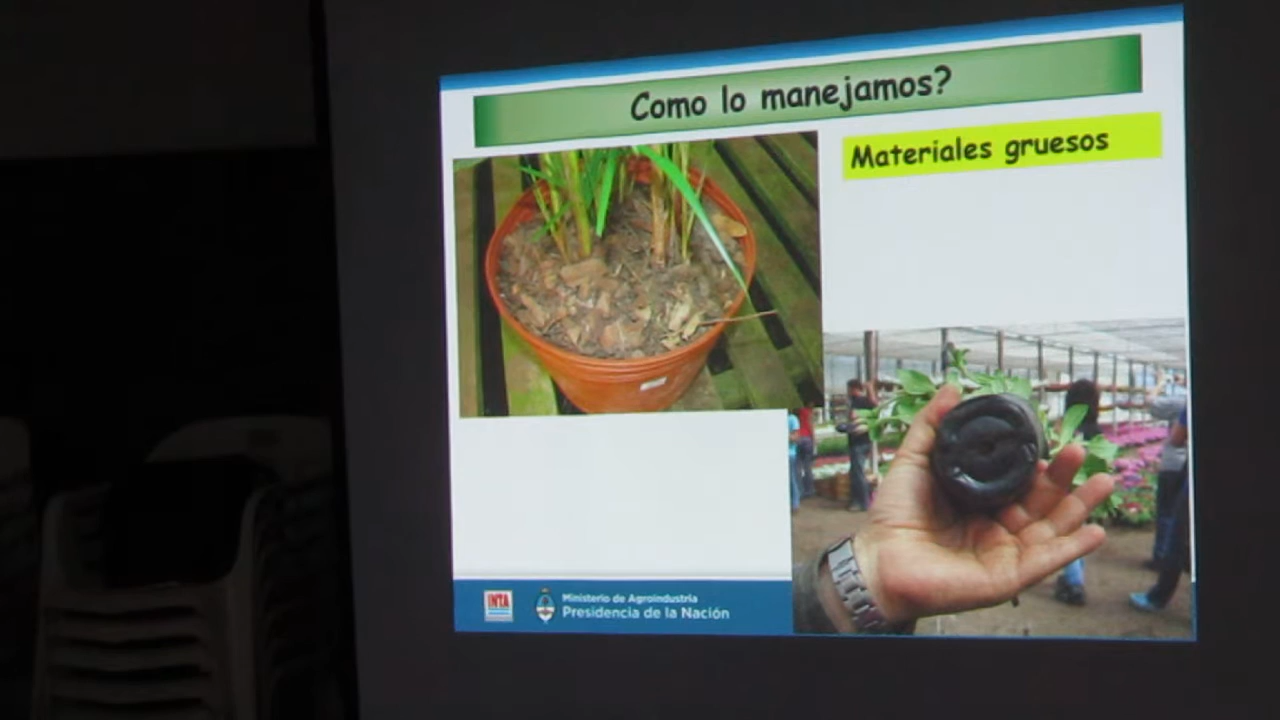 Como lo manejamos?
Materiales gruesos
INTA
Ministerio de Agroindustria
Presidencia de la Nación